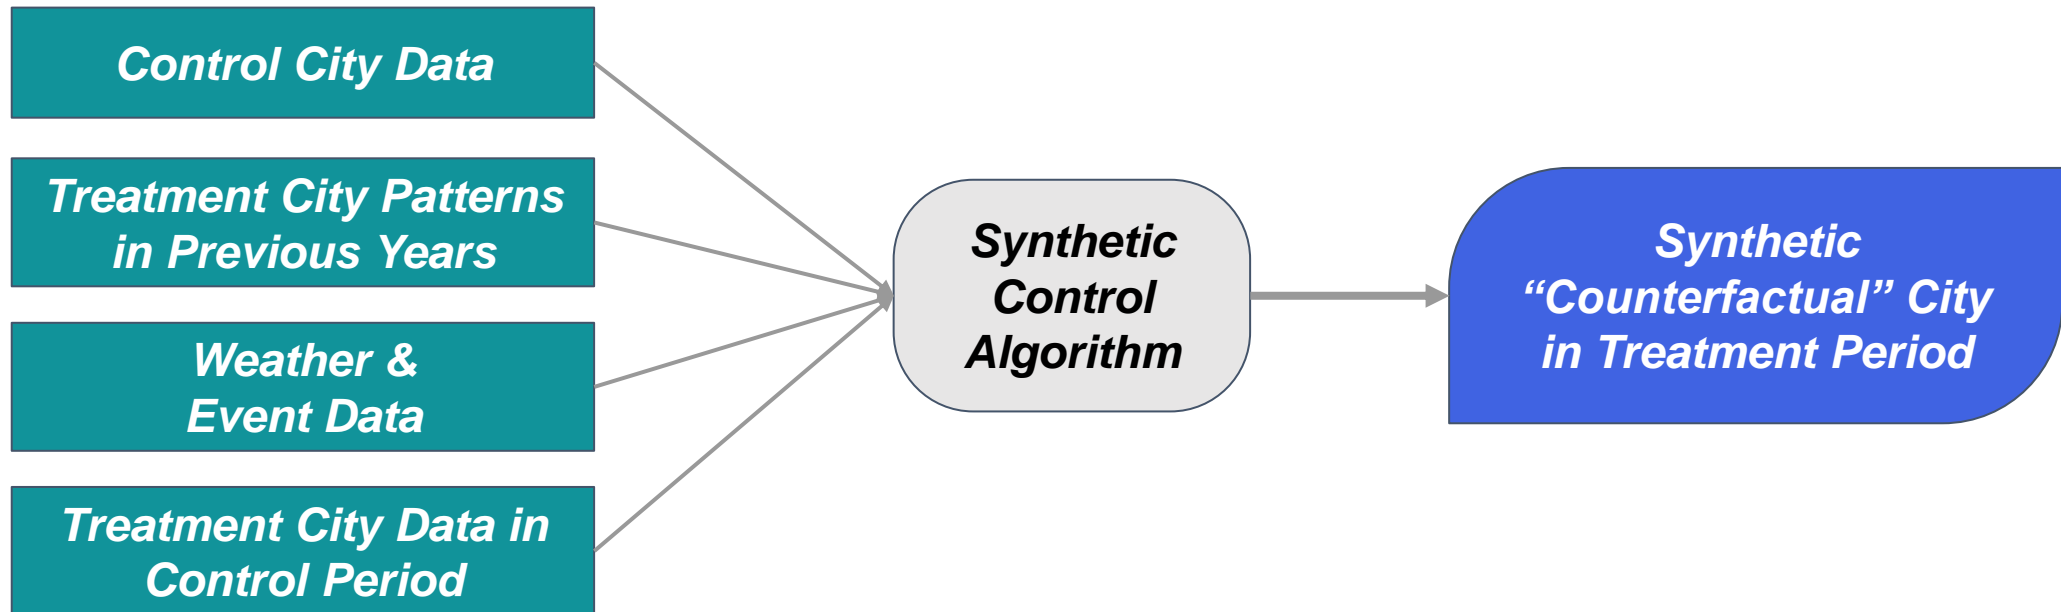 Control City Data
Treatment City Patterns
in Previous Years
Weather &
Event Data
Treatment City Data in
Control Period
Synthetic
Control
Algorithm
Synthetic
“Counterfactual” City
in Treatment Period